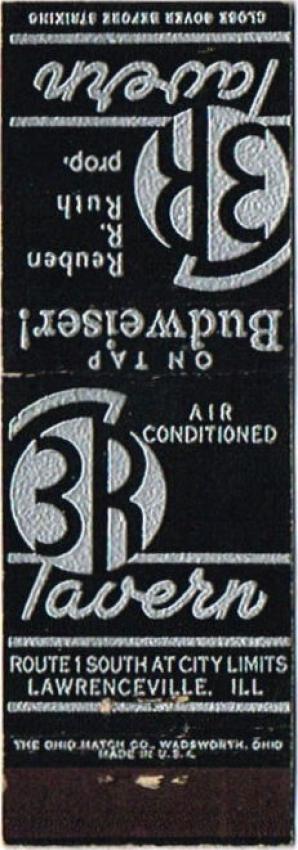 CLOSE COVER BEFORE STRIKING
Tavern
3R
prop.
Ruth
R.
Reuben
Budweiser!
ON TAP
AIR
CONDITIONED
3R
Tavern
ROUTE 1 SOUTH AT CITY LIMITS
LAWRENCEVILLE, ILL
THE OHIO MATCH CO., WADSWORTH, OHIO
MADE IN U.S.A.